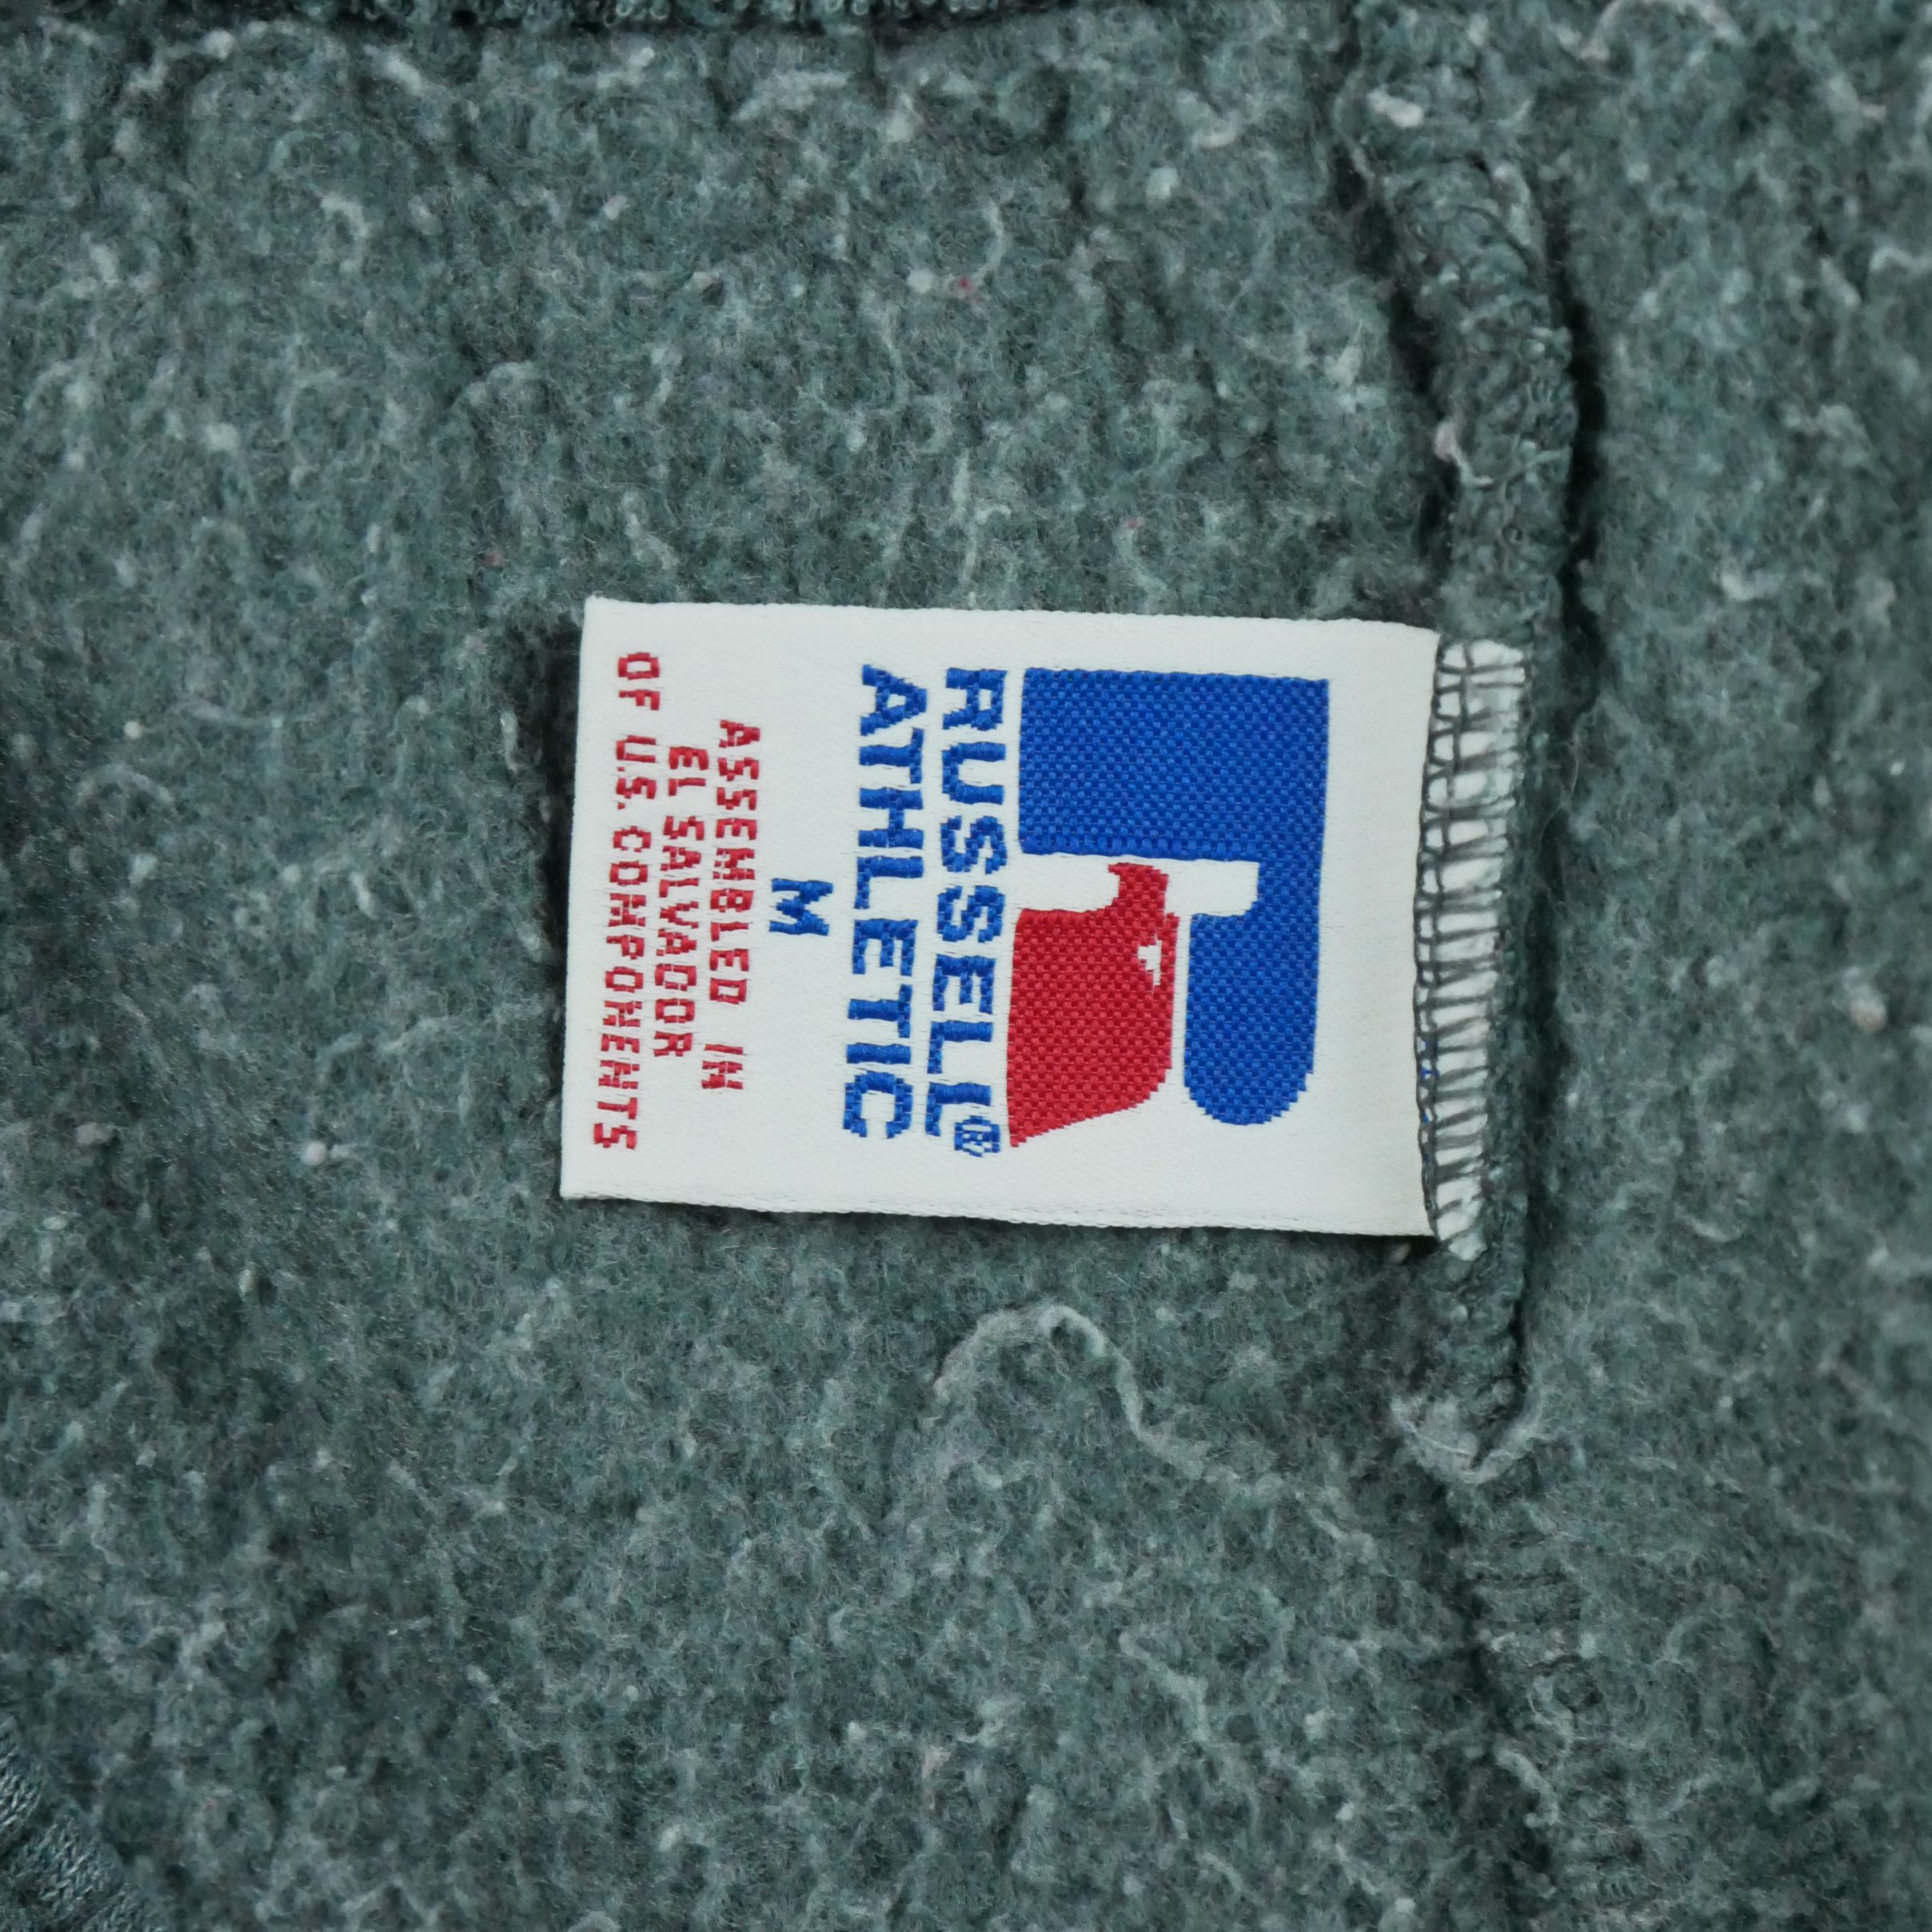 RUSSELL®
ATHLETIC
M
ASSEMBLED IN
EL SALVADOR
OF U.S. COMPONENTS